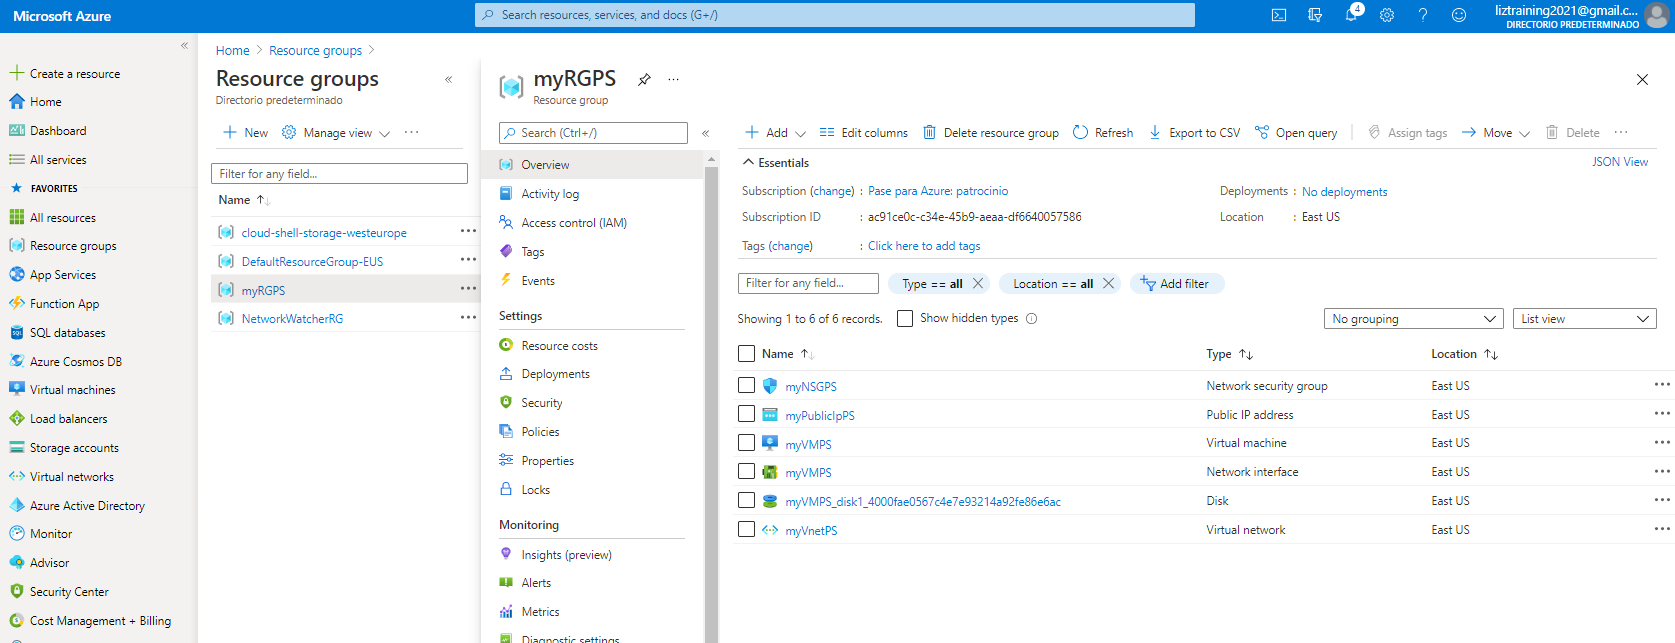 Microsoft Azure
Search resources, services, and docs (G+/)
4
liztraining2021@gmail.c...
DIRECTORIO PREDETERMINADO
Create a resource
Home
Dashboard
All services
FAVORITES
All resources
Resource groups
App Services
Function App
SQL databases
Azure Cosmos DB
Virtual machines
Load balancers
Storage accounts
Virtual networks
Azure Active Directory
Monitor
Advisor
Security Center
Cost Management + Billing
Home > Resource groups >
Resource groups
Directorio predeterminado
New Manage view ...
Filter for any field...
Name
cloud-shell-storage-westeurope ...
DefaultResourceGroup-EUS ...
myRGPS ...
NetworkWatcherRG ...
myRGPS ...
Resource group
Search (Ctrl+/)
Overview
Activity log
Access control (IAM)
Tags
Events
Settings
Resource costs
Deployments
Security
Policies
Properties
Locks
Monitoring
Insights (preview)
Alerts
Metrics
Diagnostic settings
Add Edit columns Delete resource group Refresh Export to CSV Open query Assign tags Move Delete ...
Essentials JSON View
Subscription (change) : Pase para Azure: patrocinio Deployments : No deployments
Subscription ID : ac91ce0c-c34e-45b9-aeaa-df6640057586 Location : East US
Tags (change) : Click here to add tags
Filter for any field... Type == all Location == all Add filter
Showing 1 to 6 of 6 records. Show hidden types No grouping List view
Name Type Location
myNSGPS Network security group East US ...
myPublicIpPS Public IP address East US ...
myVMPS Virtual machine East US ...
myVMPS Network interface East US ...
myVMPS_disk1_4000fae0567c4e7e93214a92fe86e6ac Disk East US ...
myVnetPS Virtual network East US ...